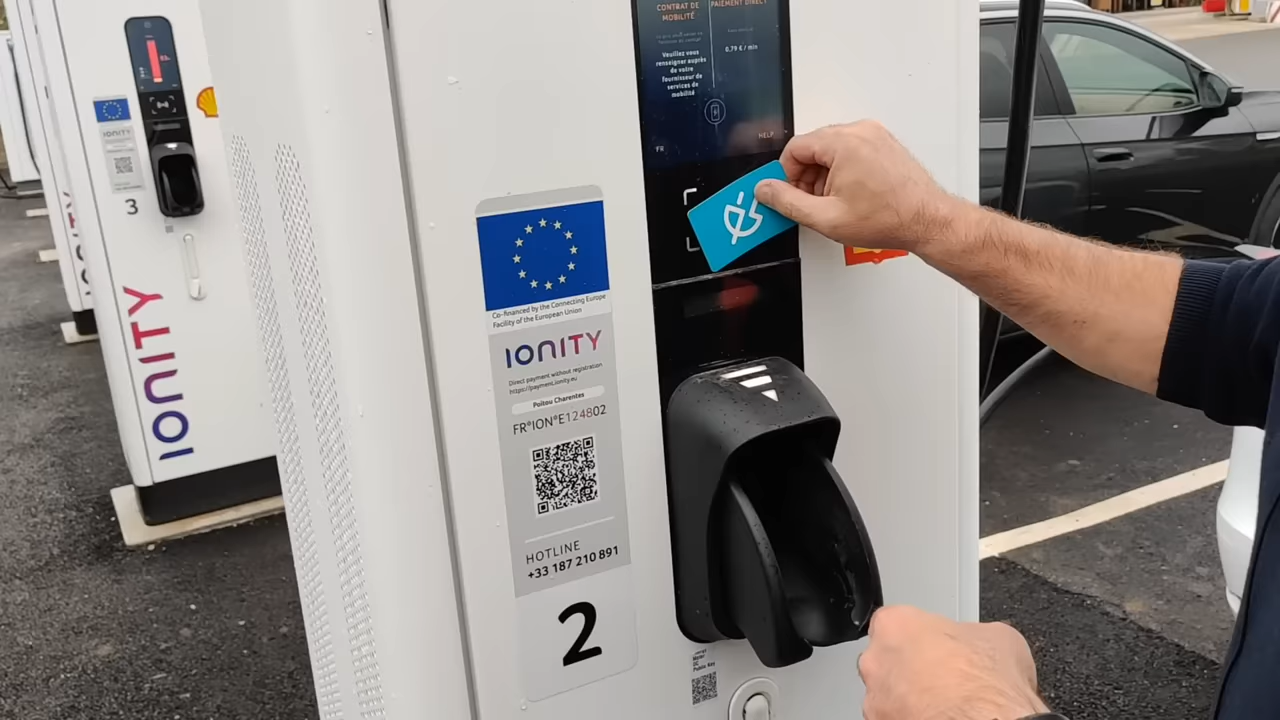 CONTRAT DE
MOBILITÉ
Veuillez vous
renseigner auprès
de votre
fournisseur de
services de
mobilité
PAIEMENT DIRECT
0,79 € / min
HELP
FR
IONITY
3
IONITY
Co-financed by the Connecting Europe
Facility of the European Union
IONITY
Direct payment without registration
https://payment.ionity.eu
Poitou Charentes
FR*ION*E124802
HOTLINE
+33 187 210 891
2
Public Key